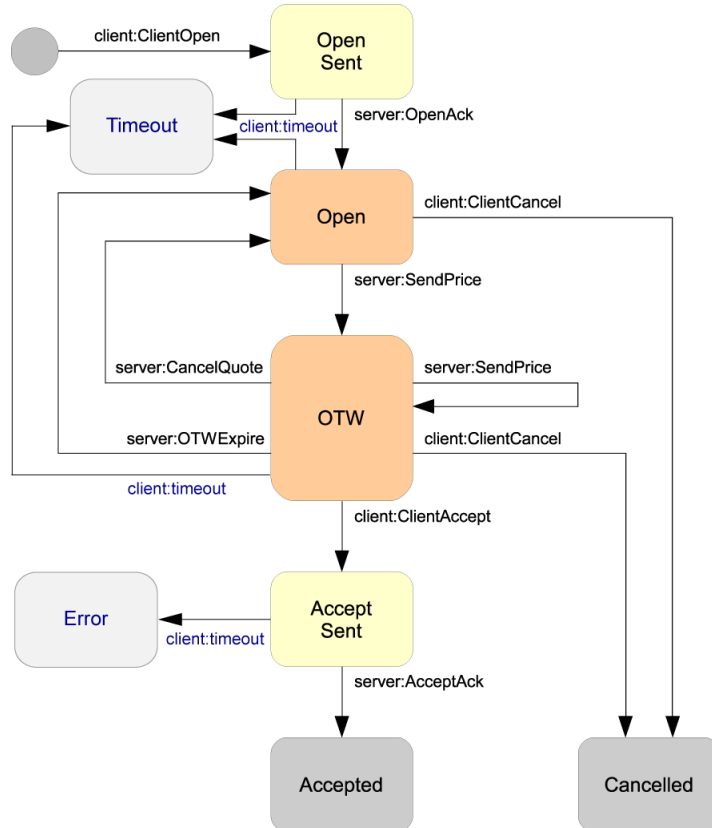 client:ClientOpen
Open
Sent
Timeout
client:timeout
server:OpenAck
Open
client:ClientCancel
server:SendPrice
server:CancelQuote
server:SendPrice
OTW
server:OTWExpire
client:ClientCancel
client:timeout
client:ClientAccept
Error
client:timeout
Accept
Sent
server:AcceptAck
Accepted
Cancelled